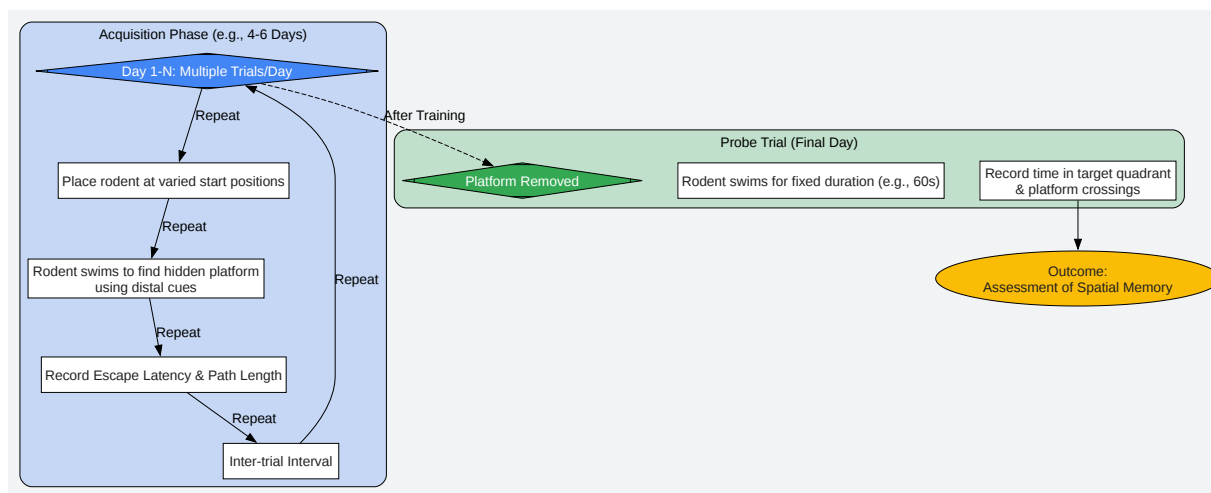 Acquisition Phase (e.g., 4-6 Days)
Day 1-N: Multiple Trials/Day
Repeat
Place rodent at varied start positions
Repeat
Rodent swims to find hidden platform
using distal cues
Repeat
Record Escape Latency & Path Length
Repeat
Inter-trial Interval
Repeat
After Training
Probe Trial (Final Day)
Platform Removed
Rodent swims for fixed duration (e.g., 60s)
Record time in target quadrant
& platform crossings
Outcome:
Assessment of Spatial Memory